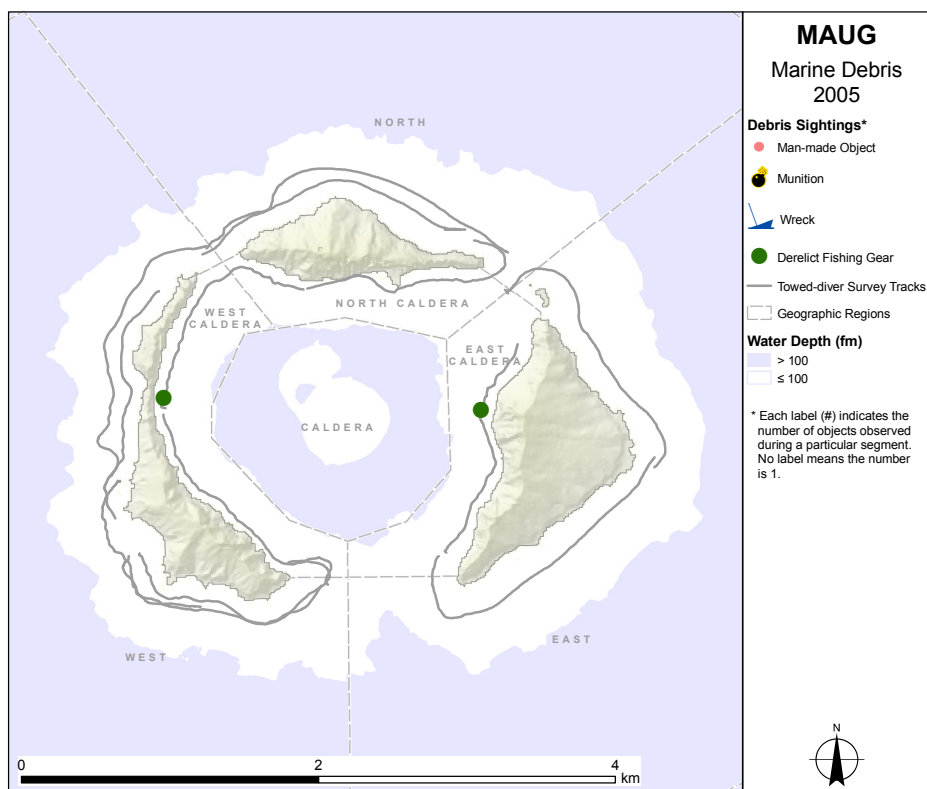 MAUG
Marine Debris
2005
Debris Sightings*
Man-made Object
Munition
Wreck
Derelict Fishing Gear
Towed-diver Survey Tracks
Geographic Regions
Water Depth (fm)
> 100
≤ 100
* Each label (#) indicates the
number of objects observed
during a particular segment.
No label means the number
is 1.
NORTH
NORTH CALDERA
WEST
CALDERA
EAST
CALDERA
CALDERA
WEST
EAST
0
2
4
km
N